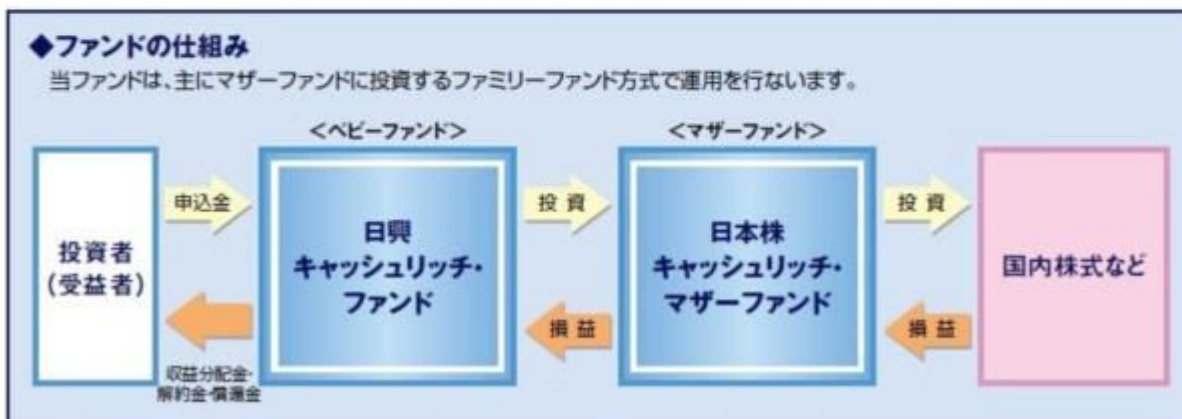 ◆ファンドの仕組み
当ファンドは、主にマザーファンドに投資するファミリーファンド方式で運用を行ないます。
<ベビーファンド>
<マザーファンド>
投資者
(受益者)
申込金
収益分配金・
解約金・償還金
日興
キャッシュリッチ・
ファンド
投資
損益
日本株
キャッシュリッチ・
マザーファンド
投資
損益
国内株式など